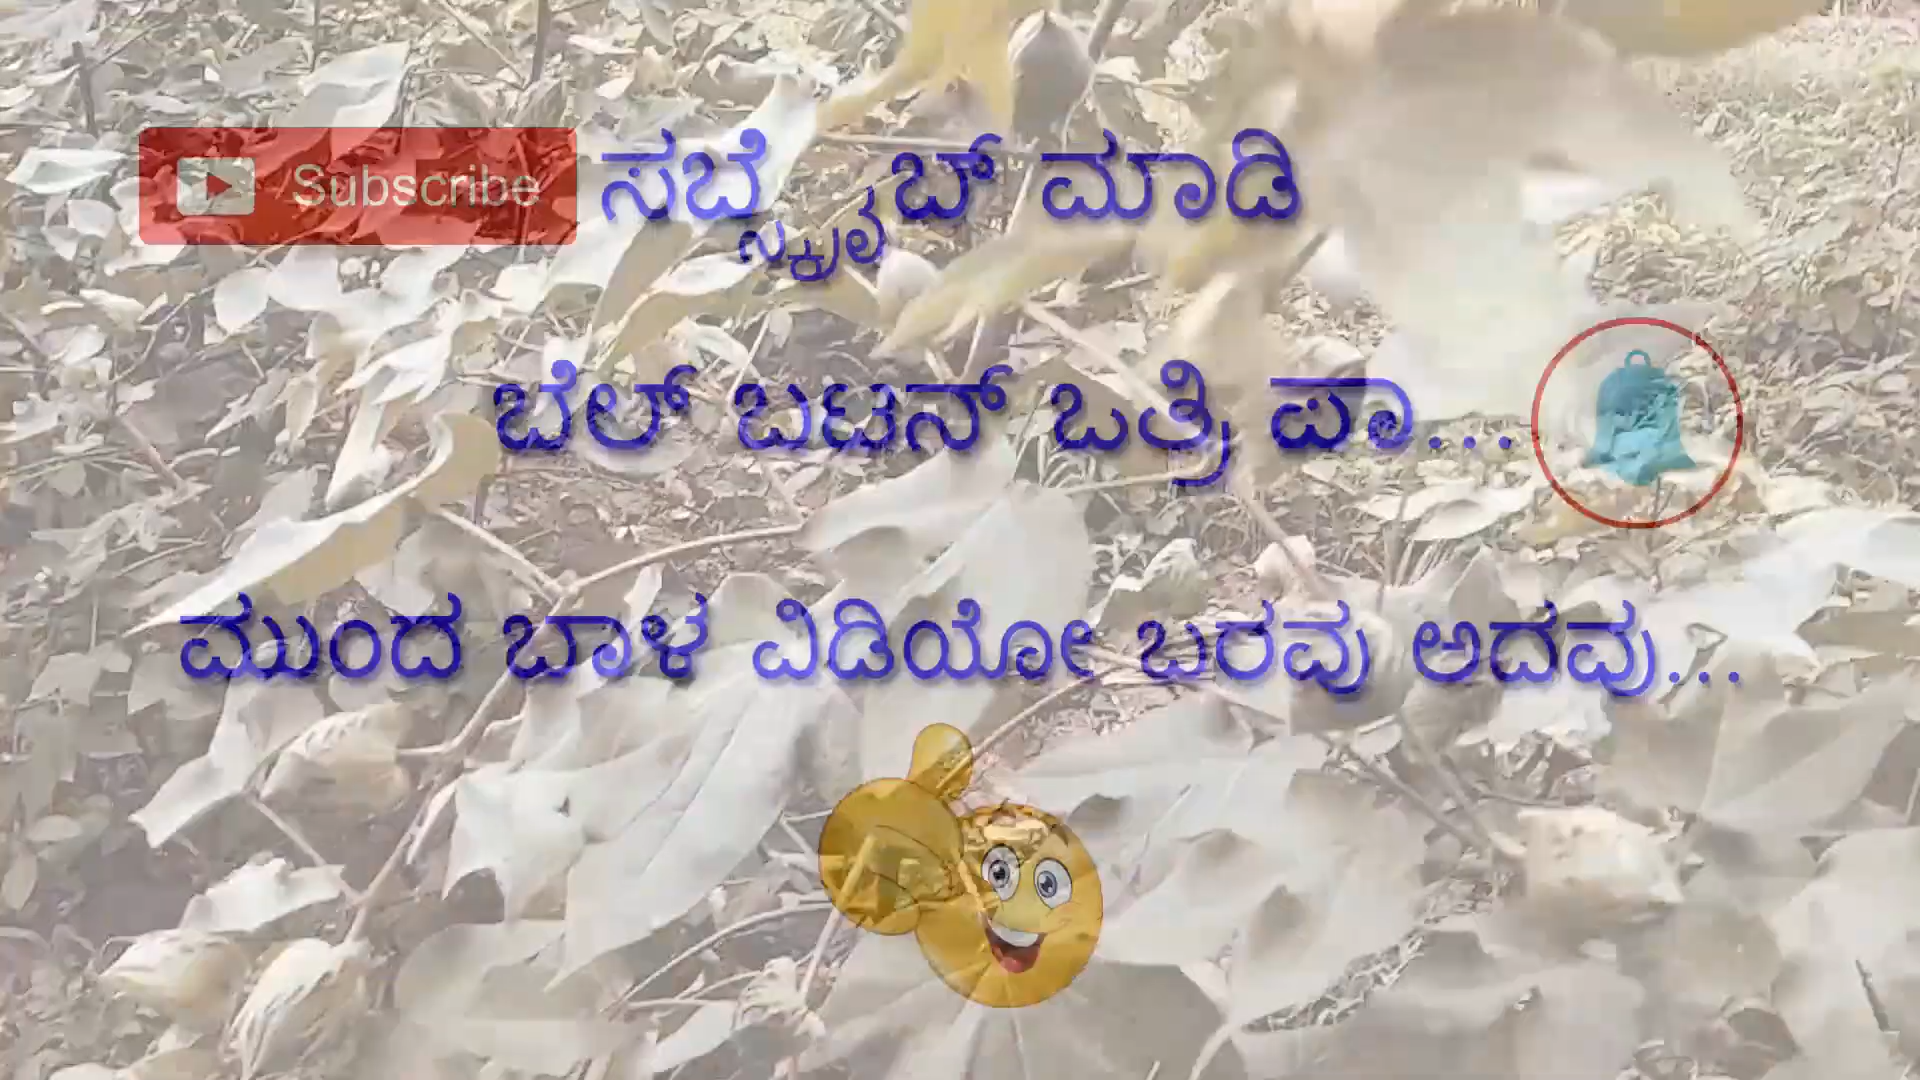 Subscribe ಸಬ್ಸ್ಕ್ರೈಬ್ ಮಾಡಿ
ಬೆಲ್ ಬಟನ್ ಒತ್ರಿ ಪಾ...
ಮುಂದ ಬಾಳ ವಿಡಿಯೋ ಬರವು ಅದವು...